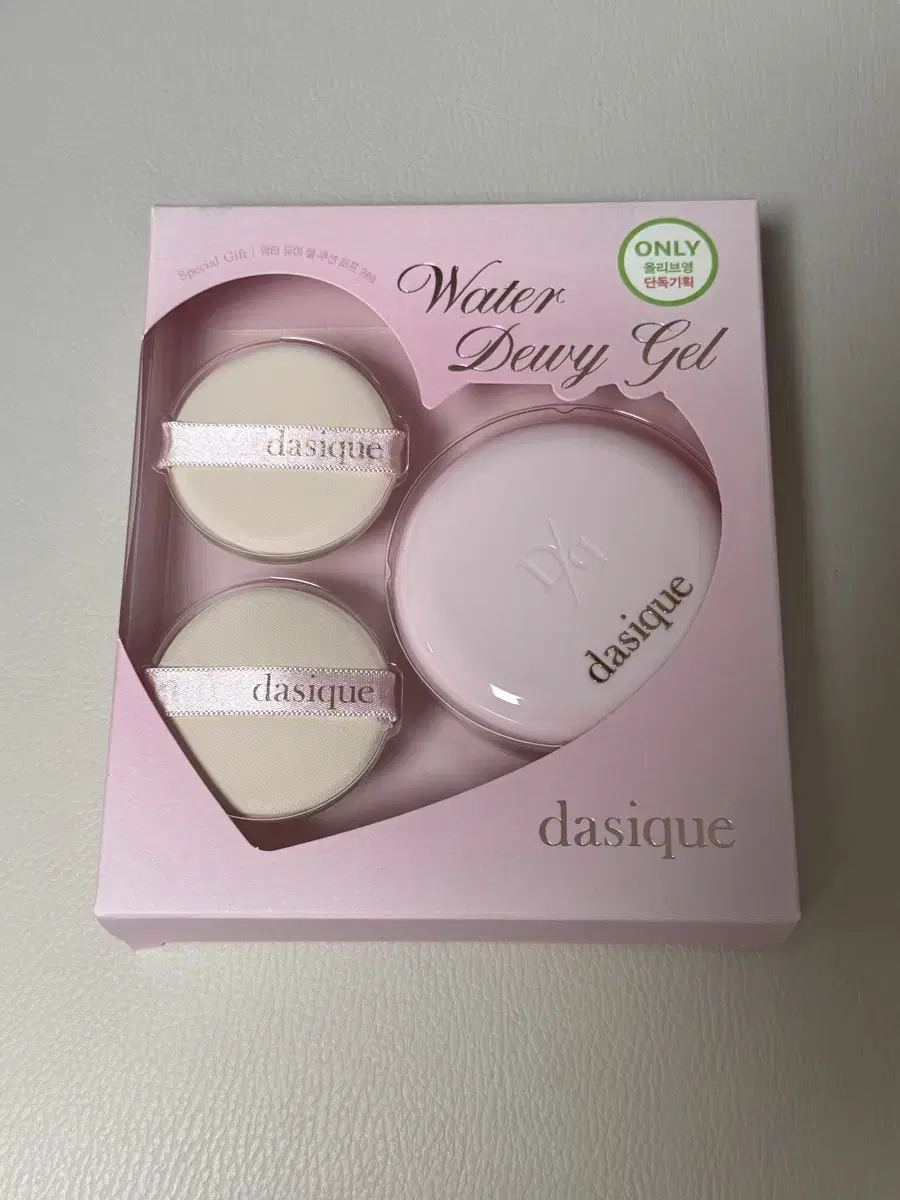 Special Gift | 워터 듀이 젤 쿠션 퍼프 2ea
ONLY
올리브영
단독기획
Water
Dewy Gel
dasique
D/q
dasique
dasique
dasique